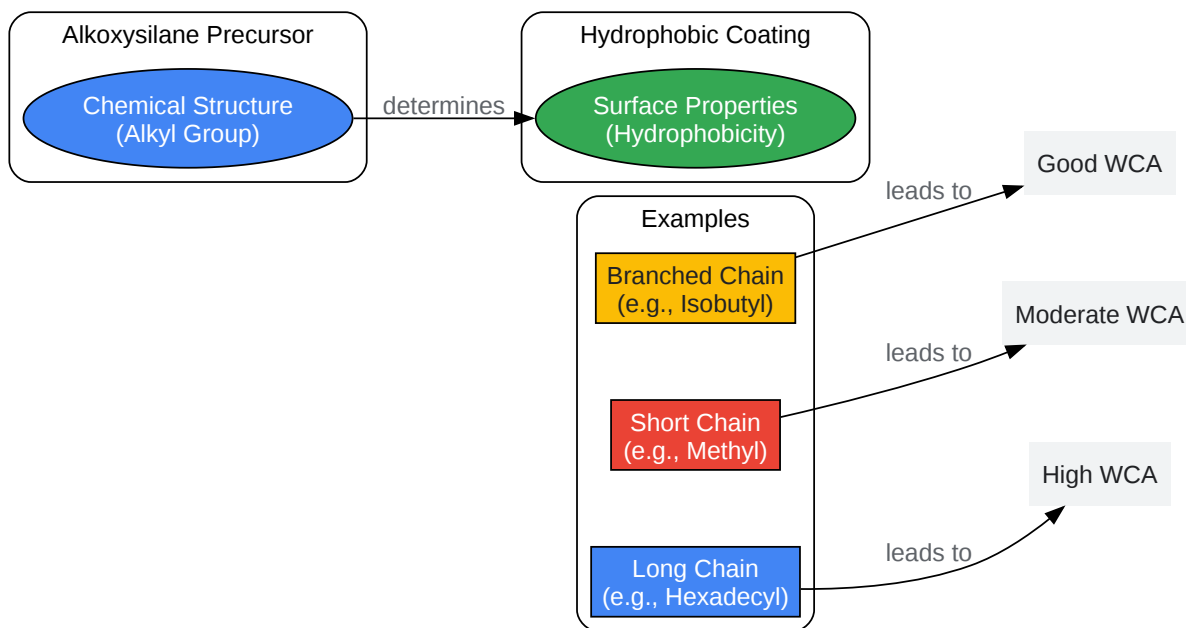 Alkoxysilane Precursor
Chemical Structure
(Alkyl Group)
determines
Hydrophobic Coating
Surface Properties
(Hydrophobicity)
Examples
Branched Chain
(e.g., Isobutyl)
leads to
Good WCA
Short Chain
(e.g., Methyl)
leads to
Moderate WCA
Long Chain
(e.g., Hexadecyl)
leads to
High WCA